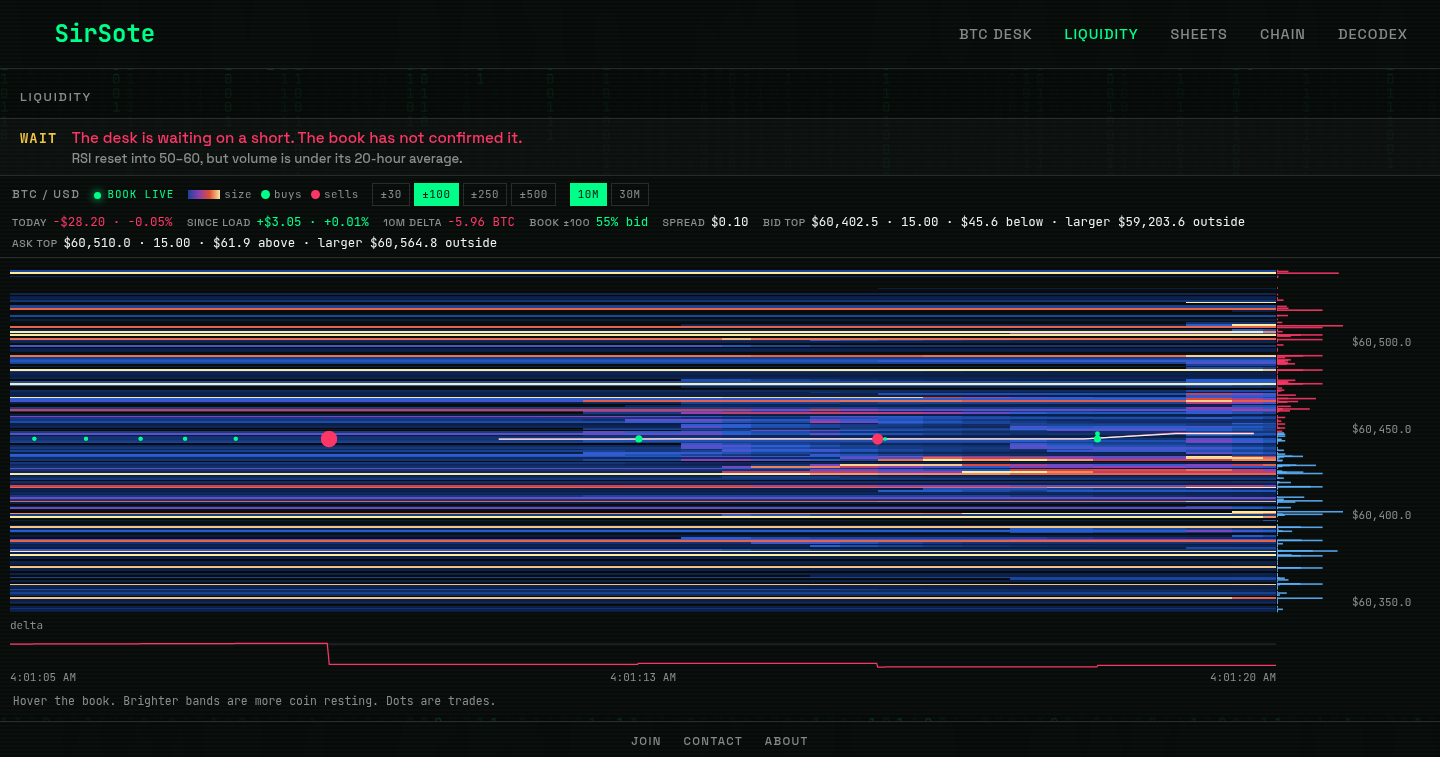 SirSote
BTC DESK LIQUIDITY SHEETS CHAIN DECODEX
LIQUIDITY
WAIT The desk is waiting on a short. The book has not confirmed it.
RSI reset into 50–60, but volume is under its 20-hour average.
BTC / USD BOOK LIVE size buys sells ±30 ±100 ±250 ±500 10M 30M
TODAY -$28.20 · -0.05% SINCE LOAD +$3.05 · +0.01% 10M DELTA -5.96 BTC BOOK ±100 55% bid SPREAD $0.10 BID TOP $60,402.5 · 15.00 · $45.6 below · larger $59,203.6 outside
ASK TOP $60,510.0 · 15.00 · $61.9 above · larger $60,564.8 outside
$60,500.0
$60,450.0
$60,400.0
$60,350.0
delta
4:01:05 AM 4:01:13 AM 4:01:20 AM
Hover the book. Brighter bands are more coin resting. Dots are trades.
JOIN CONTACT ABOUT